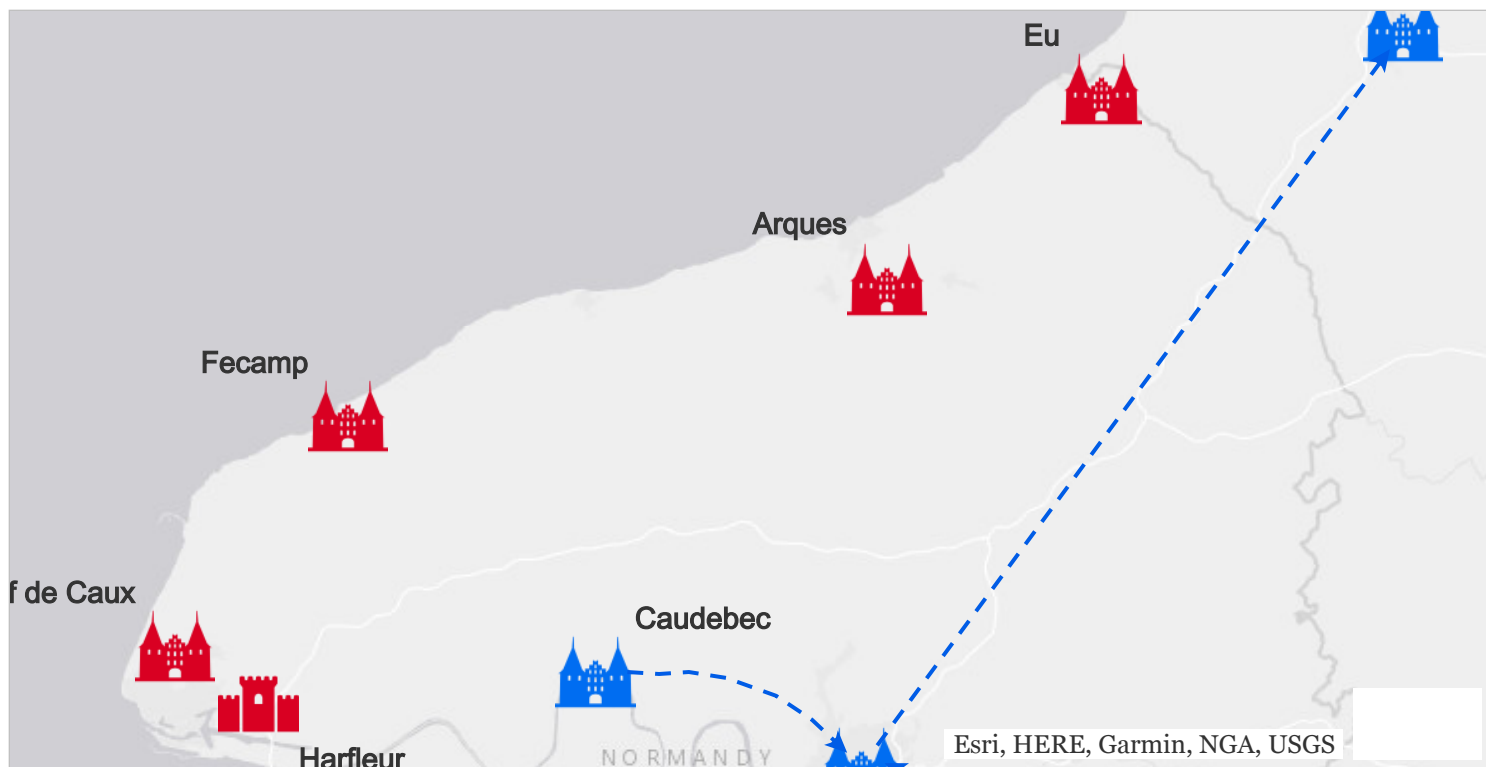 Eu
Arques
Fecamp
f de Caux
Caudebec
Harfleur
NORMANDY
Esri, HERE, Garmin, NGA, USGS